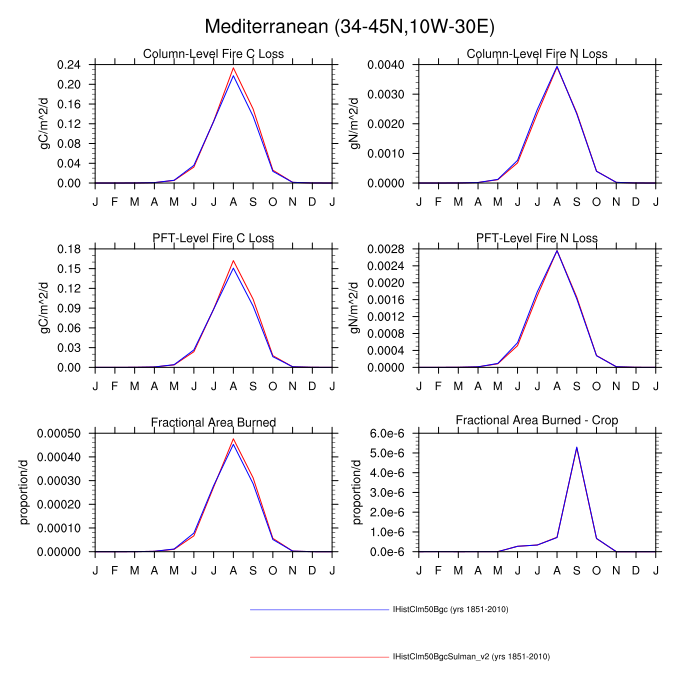 Mediterranean (34-45N,10W-30E)
Column-Level Fire C Loss
Column-Level Fire N Loss
gC/m^2/d
0.24
0.20
0.16
0.12
0.08
0.04
0.00
J F M A M J J A S O N D J
gN/m^2/d
0.0040
0.0030
0.0020
0.0010
0.0000
J F M A M J J A S O N D J
PFT-Level Fire C Loss
PFT-Level Fire N Loss
gC/m^2/d
0.18
0.15
0.12
0.09
0.06
0.03
0.00
J F M A M J J A S O N D J
gN/m^2/d
0.0028
0.0024
0.0020
0.0016
0.0012
0.0008
0.0004
0.0000
J F M A M J J A S O N D J
Fractional Area Burned
Fractional Area Burned - Crop
proportion/d
0.00050
0.00040
0.00030
0.00020
0.00010
0.00000
J F M A M J J A S O N D J
proportion/d
6.0e-6
5.0e-6
4.0e-6
3.0e-6
2.0e-6
1.0e-6
0.0e-6
J F M A M J J A S O N D J
IHistClm50Bgc (yrs 1851-2010)
IHistClm50BgcSulman_v2 (yrs 1851-2010)